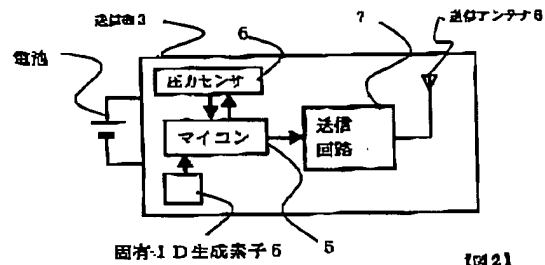 送信器3
6
7
送信アンテナ8
電池
圧力センサ
マイコン
送信
回路
固有ID生成素子6
5
【図2】